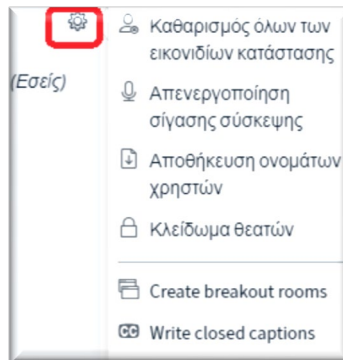 Καθαρισμός όλων των
εικονιδίων κατάστασης
(Εσείς)
Απενεργοποίηση
σίγασης σύσκεψης
Αποθήκευση ονομάτων
χρηστών
Κλείδωμα θεατών
Create breakout rooms
CC Write closed captions